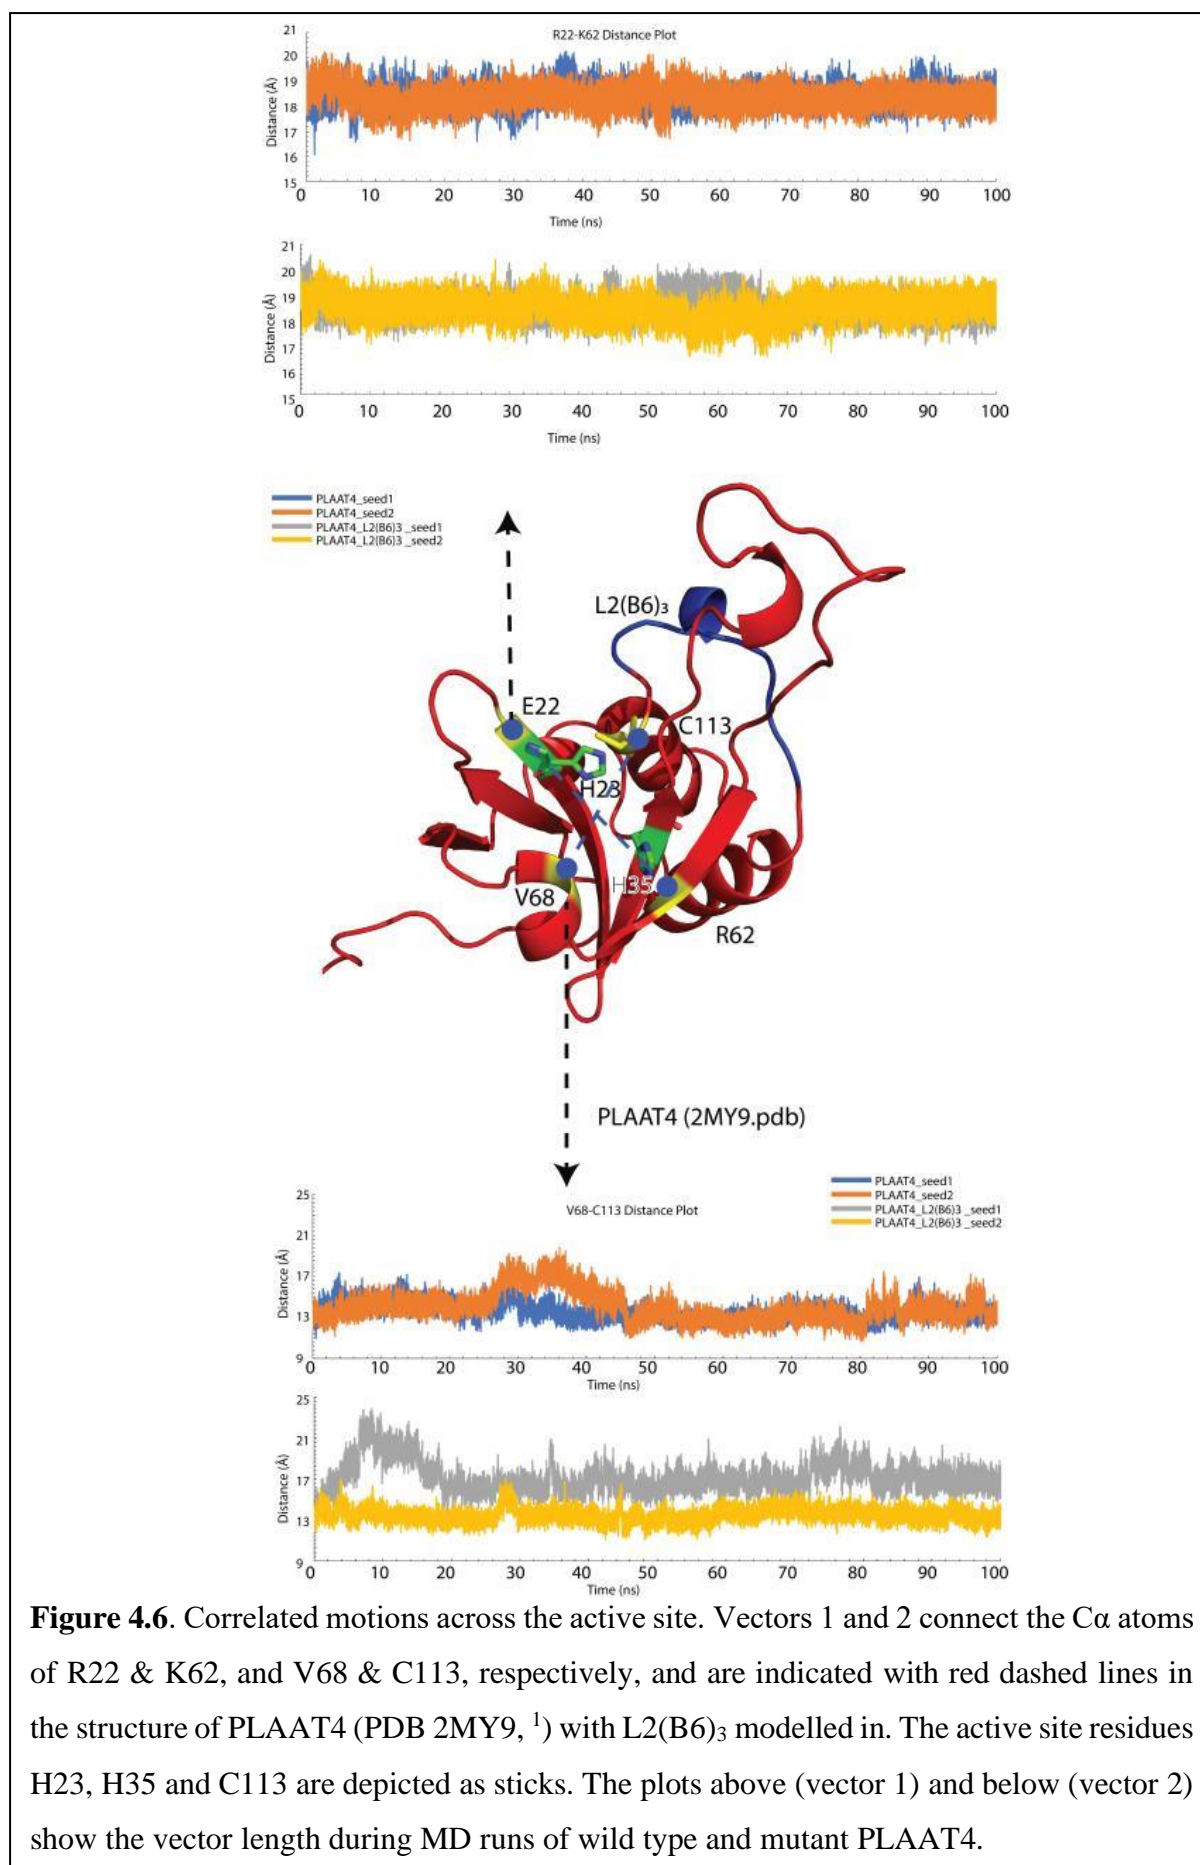 R22-K62 Distance Plot
21
20
19
18
17
16
15
Distance (Å)
0 10 20 30 40 50 60 70 80 90 100
Time (ns)
21
20
19
18
17
16
15
Distance (Å)
0 10 20 30 40 50 60 70 80 90 100
Time (ns)
PLAAT4_seed1
PLAAT4_seed2
PLAAT4_L2(B6)3 _seed1
PLAAT4_L2(B6)3 _seed2
L2(B6)₃
E22
C113
H23
V68
H35
R62
PLAAT4 (2MY9.pdb)
PLAAT4_seed1
PLAAT4_seed2
PLAAT4_L2(B6)3 _seed1
PLAAT4_L2(B6)3 _seed2
V68-C113 Distance Plot
25
21
17
13
9
Distance (Å)
0 10 20 30 40 50 60 70 80 90 100
Time (ns)
25
21
17
13
9
Distance (Å)
0 10 20 30 40 50 60 70 80 90 100
Time (ns)
Figure 4.6. Correlated motions across the active site. Vectors 1 and 2 connect the Cα atoms
of R22 & K62, and V68 & C113, respectively, and are indicated with red dashed lines in
the structure of PLAAT4 (PDB 2MY9, ¹) with L2(B6)₃ modelled in. The active site residues
H23, H35 and C113 are depicted as sticks. The plots above (vector 1) and below (vector 2)
show the vector length during MD runs of wild type and mutant PLAAT4.